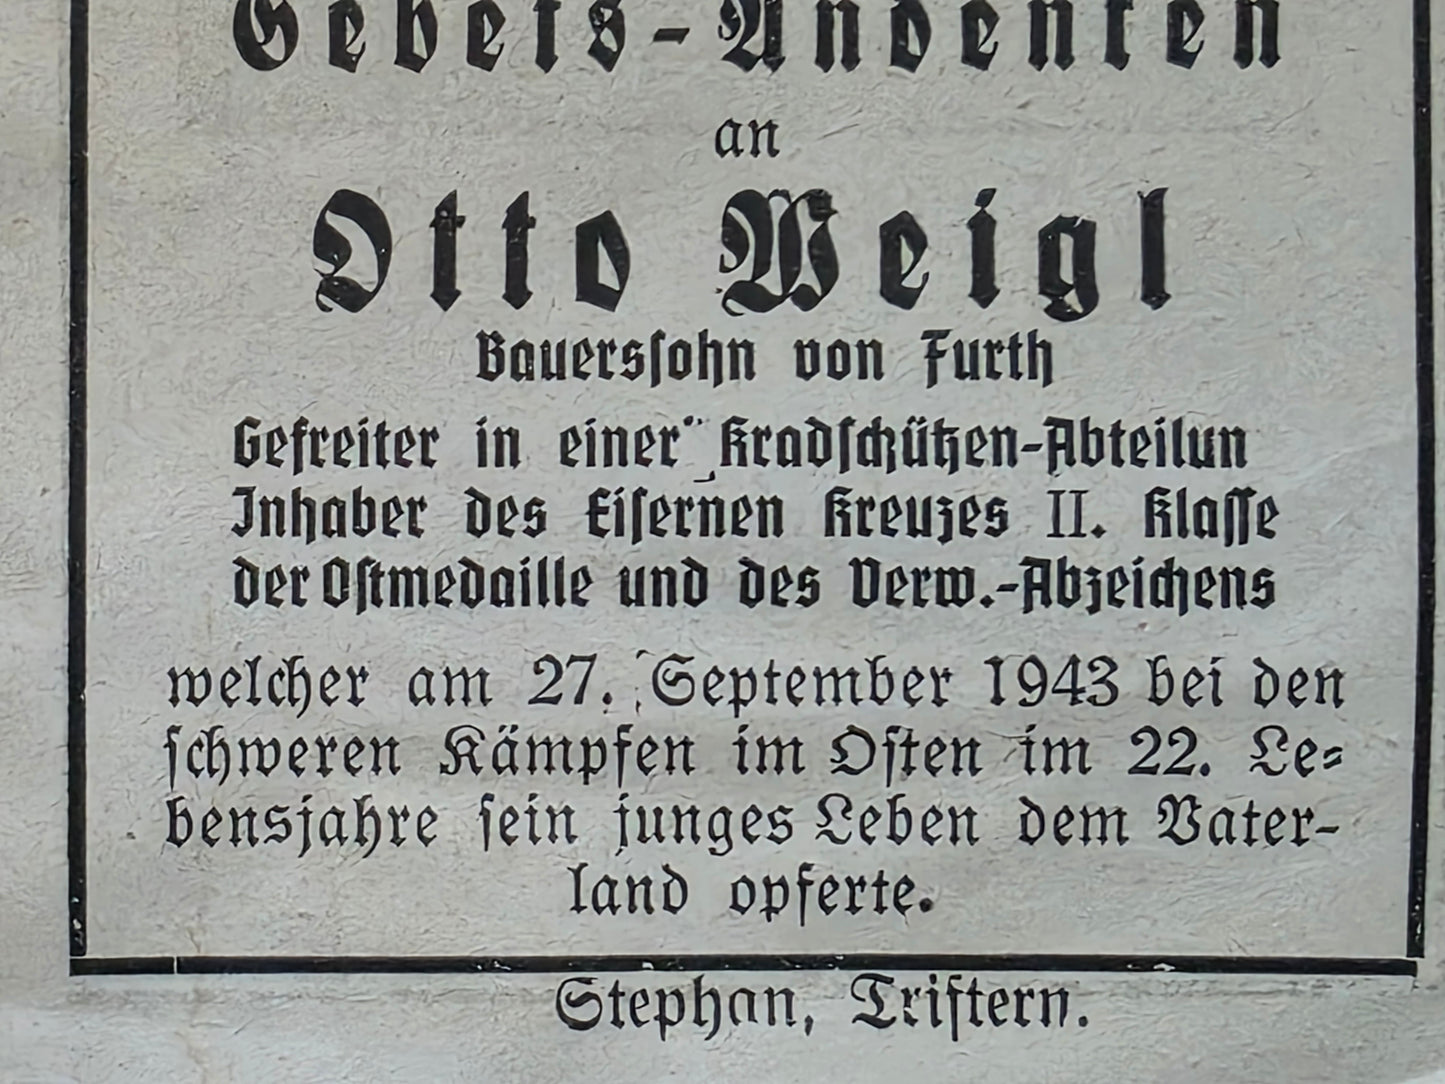 Gebets-Andenken
an
Otto Weigl
Bauerssohn von Furth
Gefreiter in einer Kradschützen-Abteilun
Inhaber des Eisernen Kreuzes II. Klasse
der Ostmedaille und des Verw.-Abzeichens
welcher am 27. September 1943 bei den
schweren Kämpfen im Osten im 22. Le-
bensjahre sein junges Leben dem Vater-
land opferte.
Stephan, Triftern.